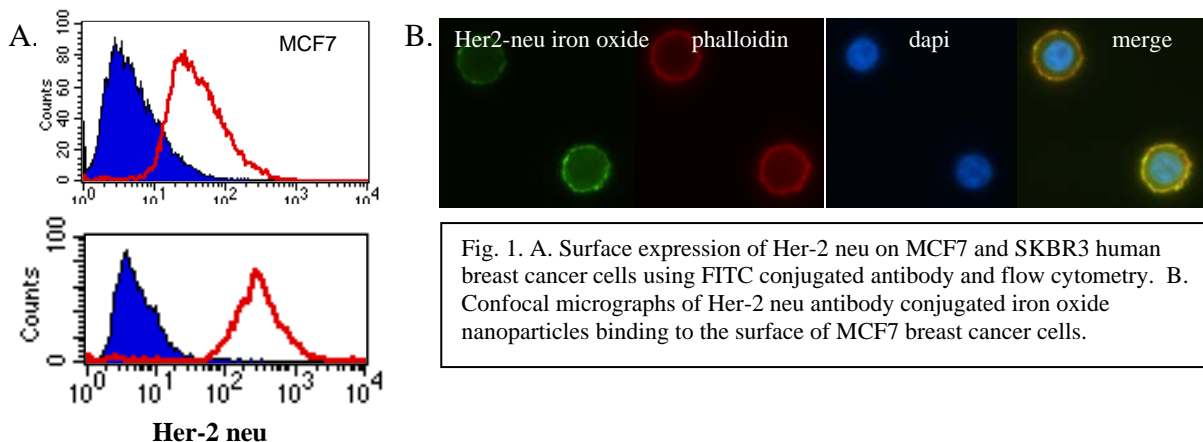 A.
MCF7
Counts
100
80
60
40
20
0
10^0 10^1 10^2 10^3 10^4
Counts
100
0
10^0 10^1 10^2 10^3 10^4
Her-2 neu
B.
Her2-neu iron oxide phalloidin dapi merge
Fig. 1. A. Surface expression of Her-2 neu on MCF7 and SKBR3 human
breast cancer cells using FITC conjugated antibody and flow cytometry. B.
Confocal micrographs of Her-2 neu antibody conjugated iron oxide
nanoparticles binding to the surface of MCF7 breast cancer cells.